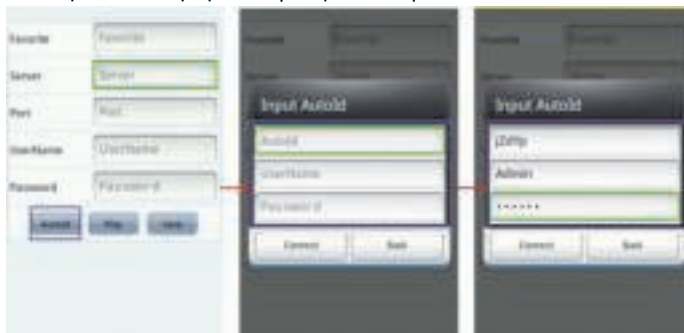 Favorite Favorite
Server Server
Port Port
UserName UserName
Password Password
AutoId Play Save
Input AutoId
AutoId
UserName
Password
Connect Back
Input AutoId
Admin
••••••
Connect Back